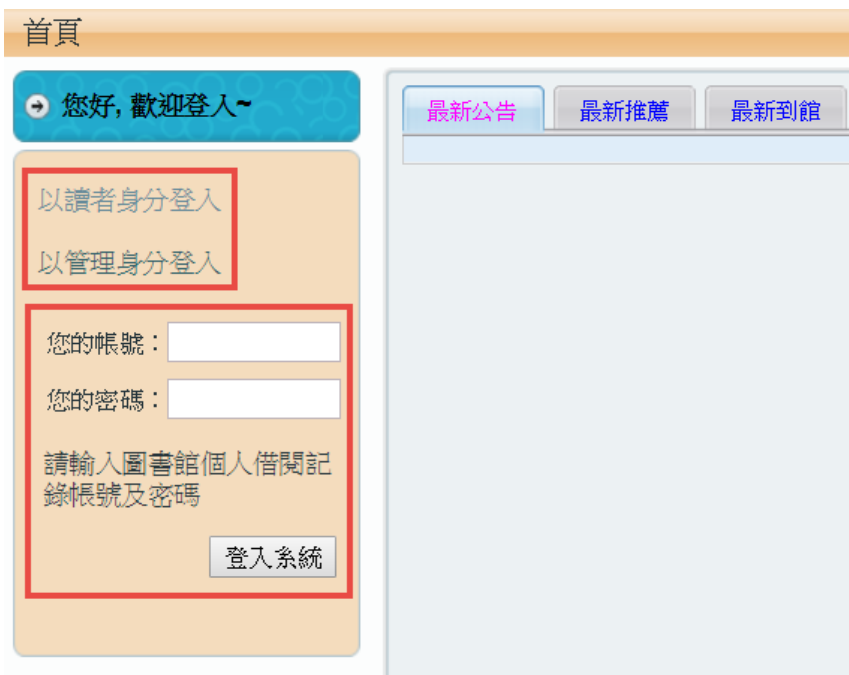 首頁
您好, 歡迎登入~
最新公告 最新推薦 最新到館
以讀者身分登入
以管理身分登入
您的帳號：
您的密碼：
請輸入圖書館個人借閱記
錄帳號及密碼
登入系統